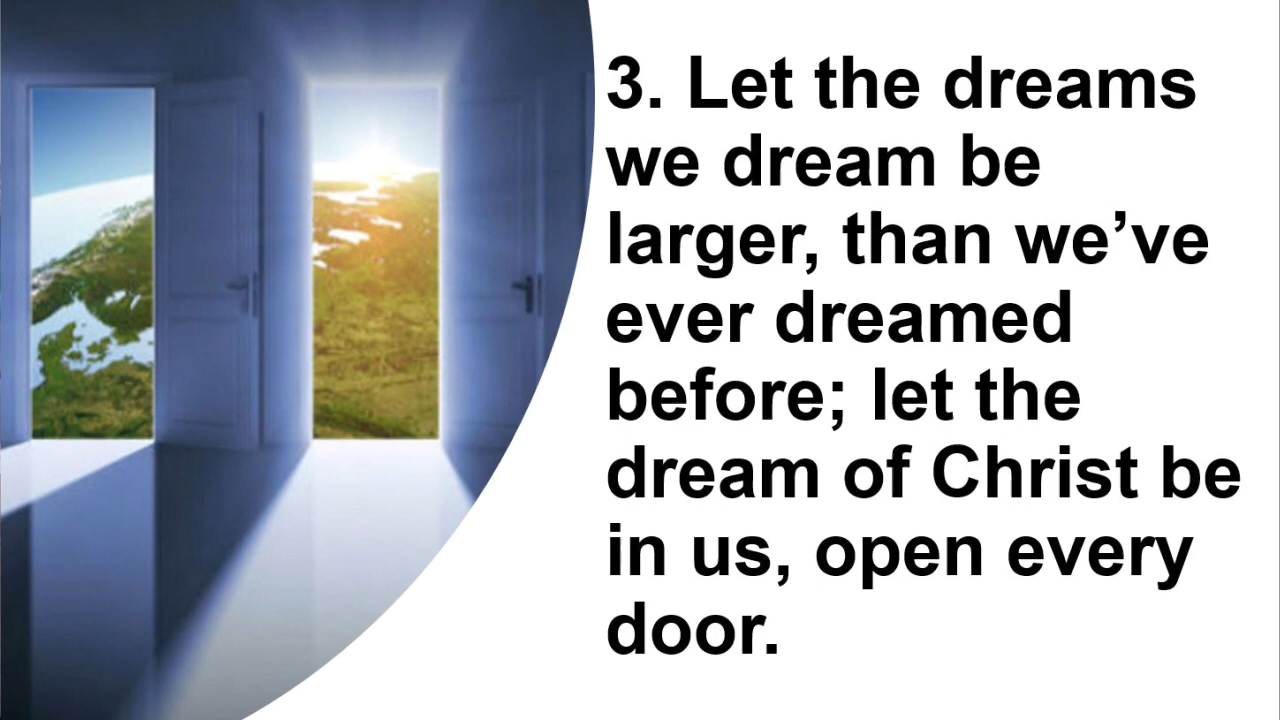 3. Let the dreams
we dream be
larger, than we’ve
ever dreamed
before; let the
dream of Christ be
in us, open every
door.